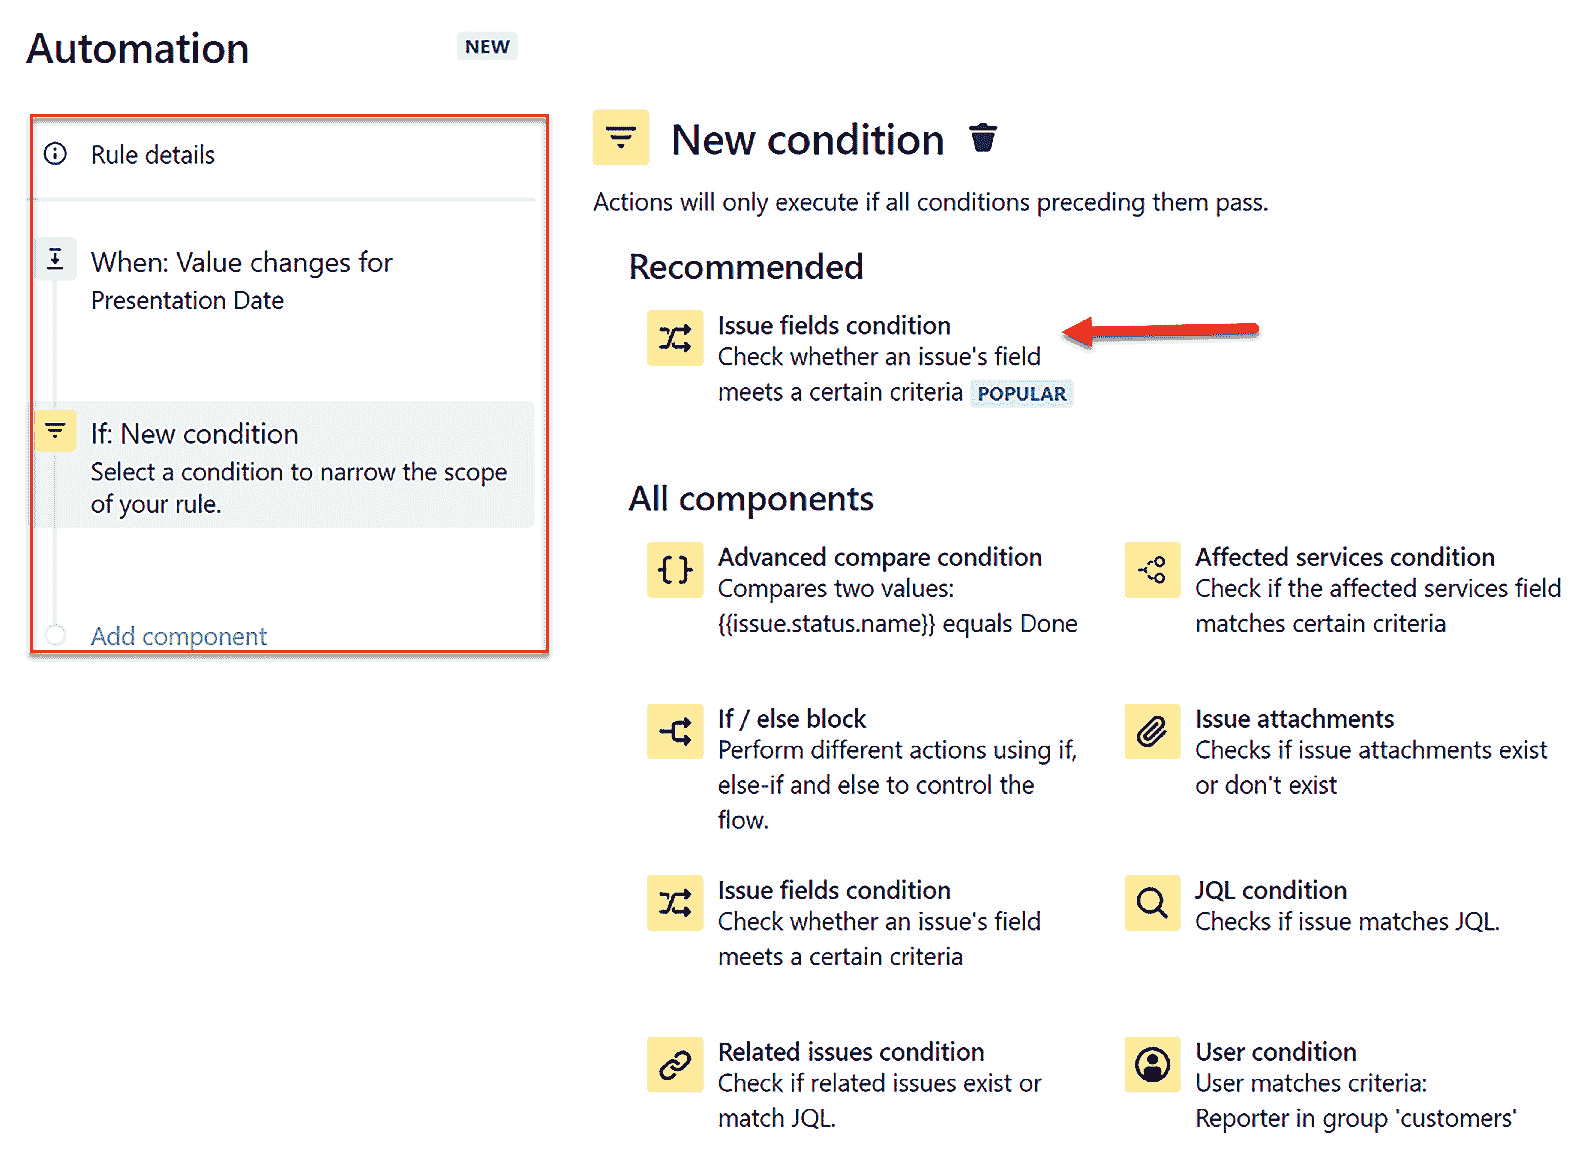 Automation
NEW
Rule details
When: Value changes for
Presentation Date
If: New condition
Select a condition to narrow the scope
of your rule.
Add component
New condition
Actions will only execute if all conditions preceding them pass.
Recommended
Issue fields condition
Check whether an issue's field
meets a certain criteria POPULAR
All components
Advanced compare condition
Compares two values:
{{issue.status.name}} equals Done
Affected services condition
Check if the affected services field
matches certain criteria
If / else block
Perform different actions using if,
else-if and else to control the
flow.
Issue attachments
Checks if issue attachments exist
or don't exist
Issue fields condition
Check whether an issue's field
meets a certain criteria
JQL condition
Checks if issue matches JQL.
Related issues condition
Check if related issues exist or
match JQL.
User condition
User matches criteria:
Reporter in group 'customers'